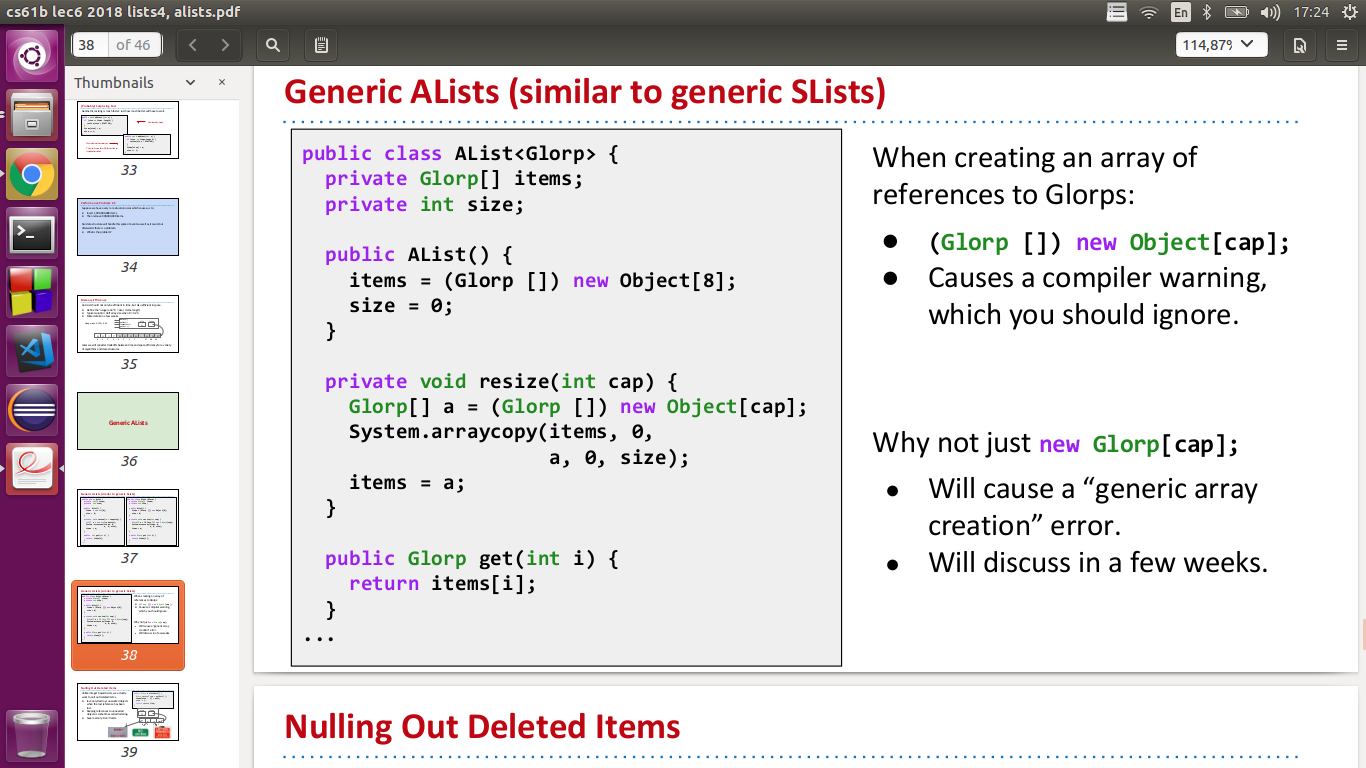 cs61b lec6 2018 lists4, alists.pdf
En
17:24
38 of 46
114,87%
Thumbnails
33
34
35
Generic ALists
36
37
38
39
Generic ALists (similar to generic SLists)
public class AList<Glorp> {
private Glorp[] items;
private int size;
public AList() {
items = (Glorp []) new Object[8];
size = 0;
}
private void resize(int cap) {
Glorp[] a = (Glorp []) new Object[cap];
System.arraycopy(items, 0,
a, 0, size);
items = a;
}
public Glorp get(int i) {
return items[i];
}
...
When creating an array of
references to Glorps:
● (Glorp []) new Object[cap];
● Causes a compiler warning,
which you should ignore.
Why not just new Glorp[cap];
● Will cause a “generic array
creation” error.
● Will discuss in a few weeks.
Nulling Out Deleted Items